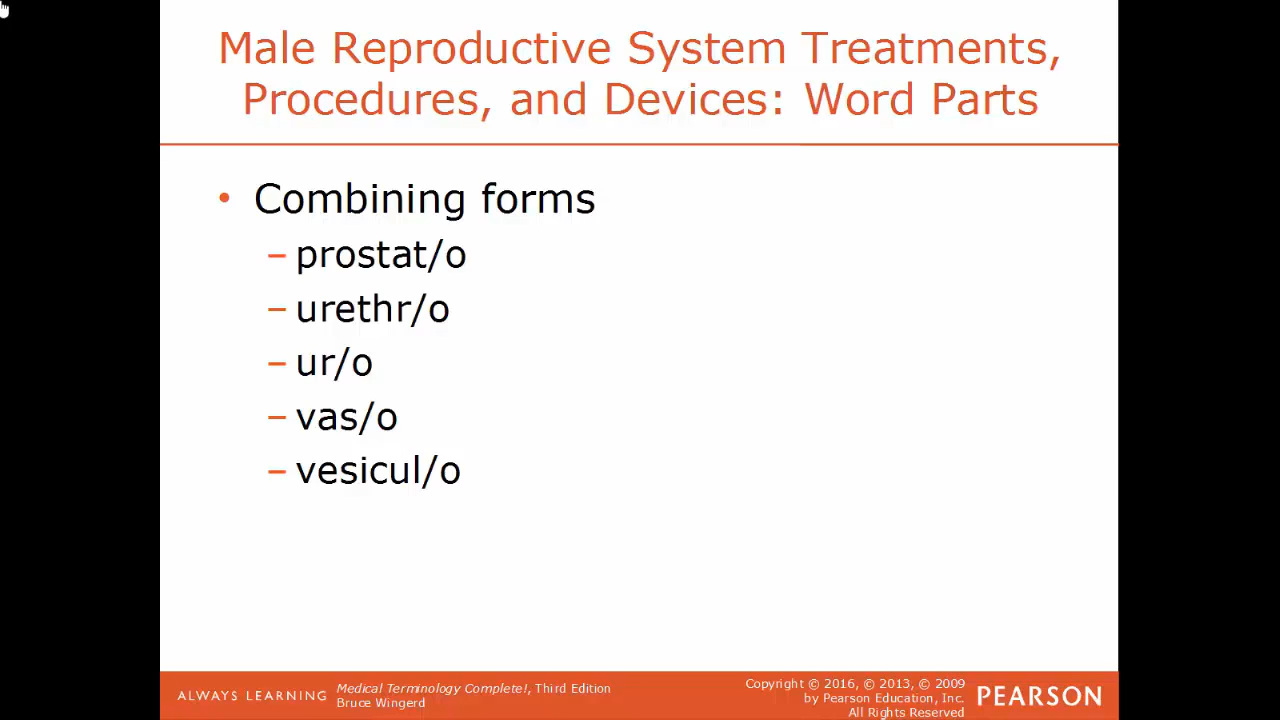 Male Reproductive System Treatments,
Procedures, and Devices: Word Parts
• Combining forms
– prostat/o
– urethr/o
– ur/o
– vas/o
– vesicul/o
ALWAYS LEARNING
Medical Terminology Complete!, Third Edition
Bruce Wingerd
Copyright © 2016, © 2013, © 2009
by Pearson Education, Inc.
All Rights Reserved
PEARSON